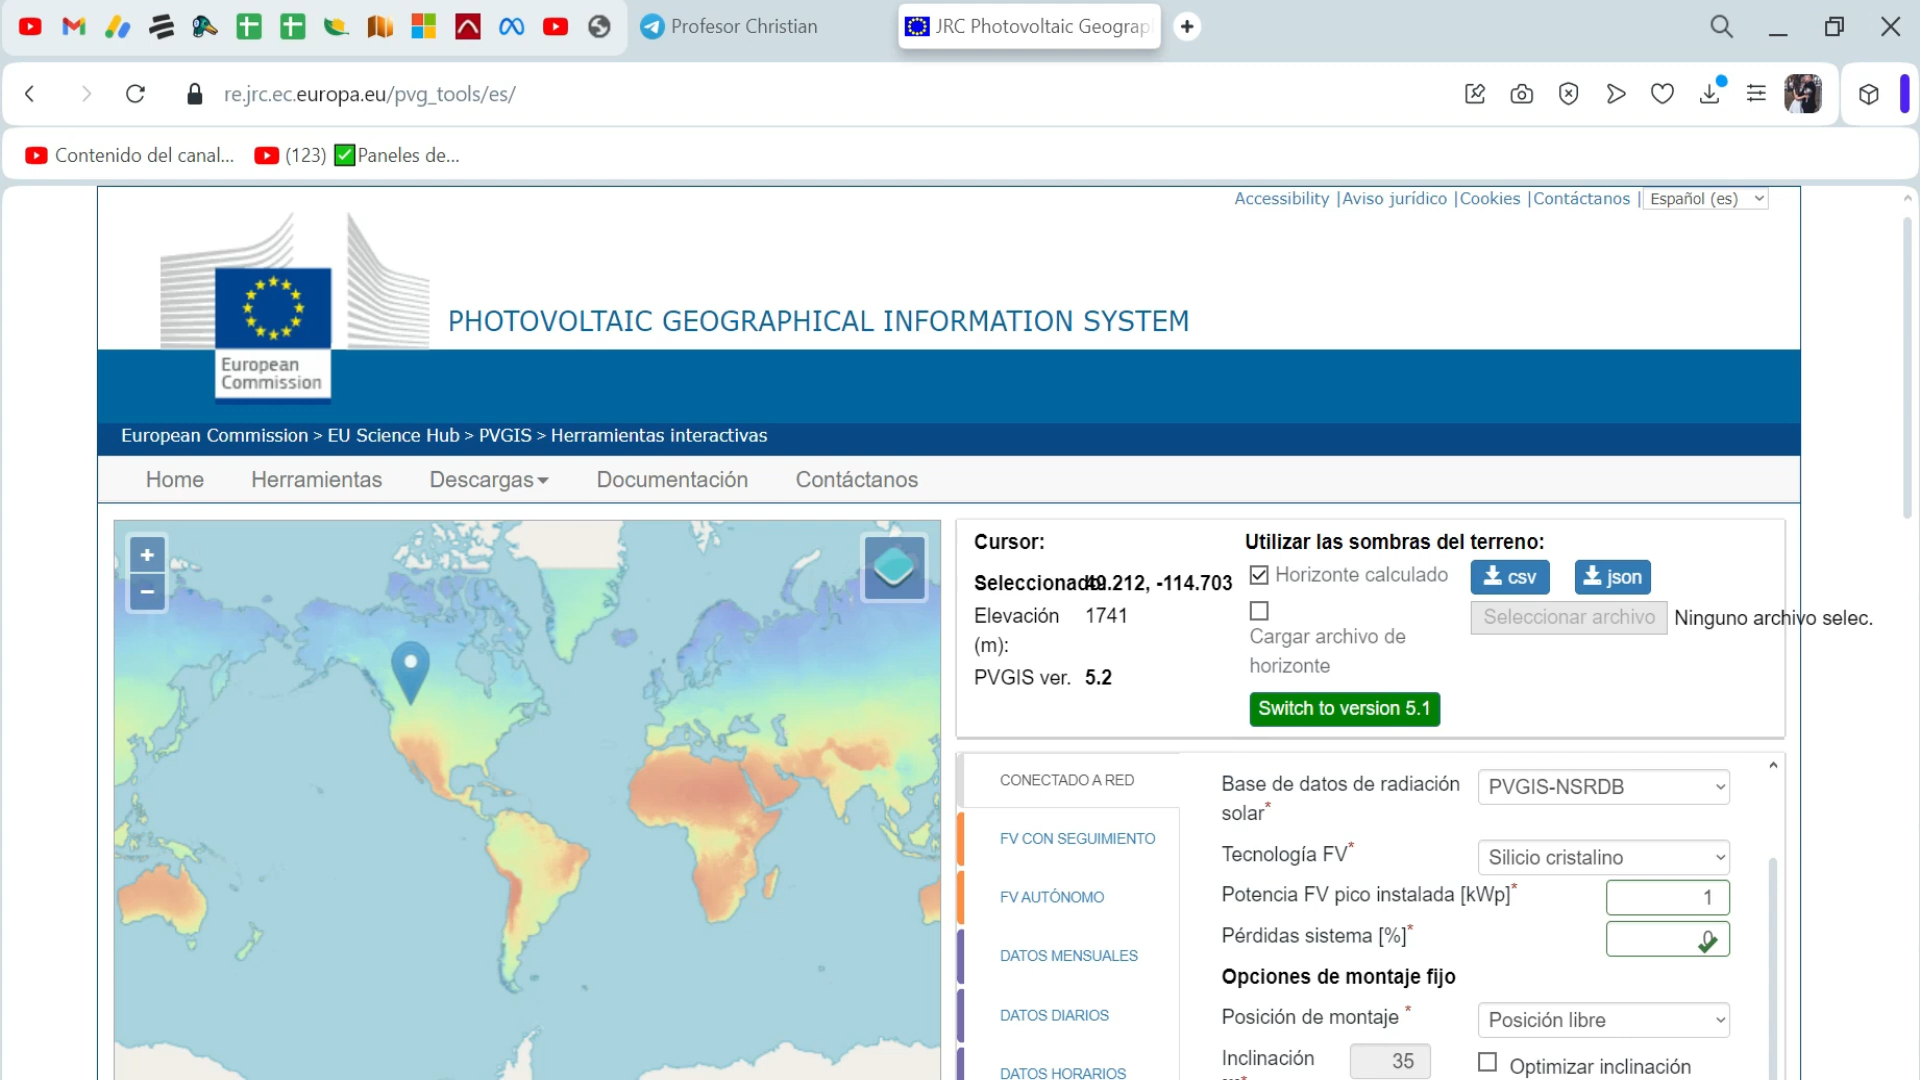 Profesor Christian
JRC Photovoltaic Geograp
re.jrc.ec.europa.eu/pvg_tools/es/
Contenido del canal... (123) Paneles de...
Accessibility |Aviso jurídico |Cookies |Contáctanos | Español (es)
European
Commission
PHOTOVOLTAIC GEOGRAPHICAL INFORMATION SYSTEM
European Commission > EU Science Hub > PVGIS > Herramientas interactivas
Home Herramientas Descargas Documentación Contáctanos
+
−
Cursor:
Seleccionado: 49.212, -114.703
Elevación 1741
(m):
PVGIS ver. 5.2
Utilizar las sombras del terreno:
Horizonte calculado csv json
Seleccionar archivo Ninguno archivo selec.
Cargar archivo de
horizonte
Switch to version 5.1
CONECTADO A RED
FV CON SEGUIMIENTO
FV AUTÓNOMO
DATOS MENSUALES
DATOS DIARIOS
DATOS HORARIOS
Base de datos de radiación PVGIS-NSRDB
solar*
Tecnología FV* Silicio cristalino
Potencia FV pico instalada [kWp]* 1
Pérdidas sistema [%]* 0
Opciones de montaje fijo
Posición de montaje * Posición libre
Inclinación 35 Optimizar inclinación